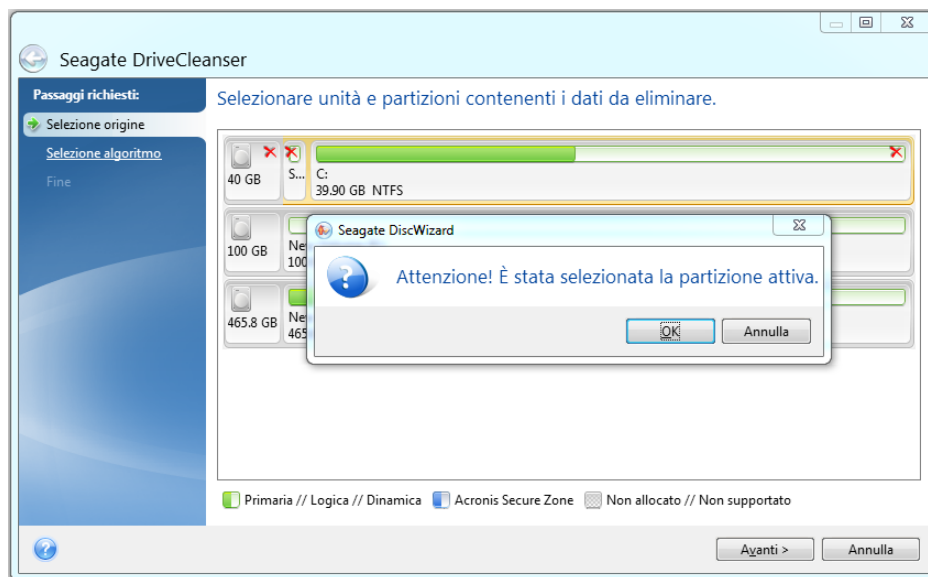 Seagate DriveCleanser
Passaggi richiesti:
Selezione origine
Selezione algoritmo
Fine
Selezionare unità e partizioni contenenti i dati da eliminare.
40 GB
S...
C:
39.90 GB NTFS
100 GB
Ne
100
465.8 GB
Ne
465
Seagate DiscWizard
Attenzione! È stata selezionata la partizione attiva.
OK
Annulla
Primaria // Logica // Dinamica
Acronis Secure Zone
Non allocato // Non supportato
Avanti >
Annulla